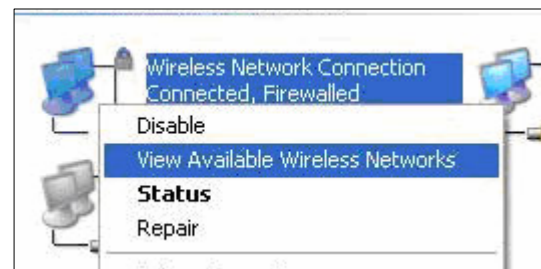 Wireless Network Connection
Connected, Firewalled
Disable
View Available Wireless Networks
Status
Repair